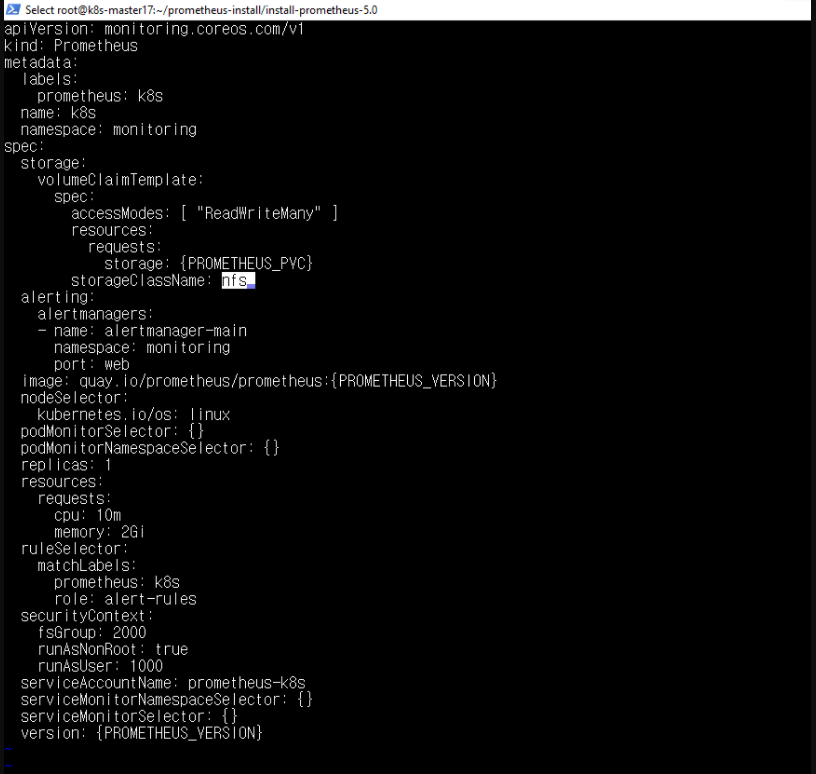 Select root@k8s-master17:~/prometheus-install/install-prometheus-5.0
apiVersion: monitoring.coreos.com/v1
kind: Prometheus
metadata:
  labels:
    prometheus: k8s
  name: k8s
  namespace: monitoring
spec:
  storage:
    volumeClaimTemplate:
      spec:
        accessModes: [ "ReadWriteMany" ]
        resources:
          requests:
            storage: {PROMETHEUS_PVC}
        storageClassName: nfs
  alerting:
    alertmanagers:
    - name: alertmanager-main
      namespace: monitoring
      port: web
  image: quay.io/prometheus/prometheus:{PROMETHEUS_VERSION}
  nodeSelector:
    kubernetes.io/os: linux
  podMonitorSelector: {}
  podMonitorNamespaceSelector: {}
  replicas: 1
  resources:
    requests:
      cpu: 10m
      memory: 2Gi
  ruleSelector:
    matchLabels:
      prometheus: k8s
      role: alert-rules
  securityContext:
    fsGroup: 2000
    runAsNonRoot: true
    runAsUser: 1000
  serviceAccountName: prometheus-k8s
  serviceMonitorNamespaceSelector: {}
  serviceMonitorSelector: {}
  version: {PROMETHEUS_VERSION}
~
~